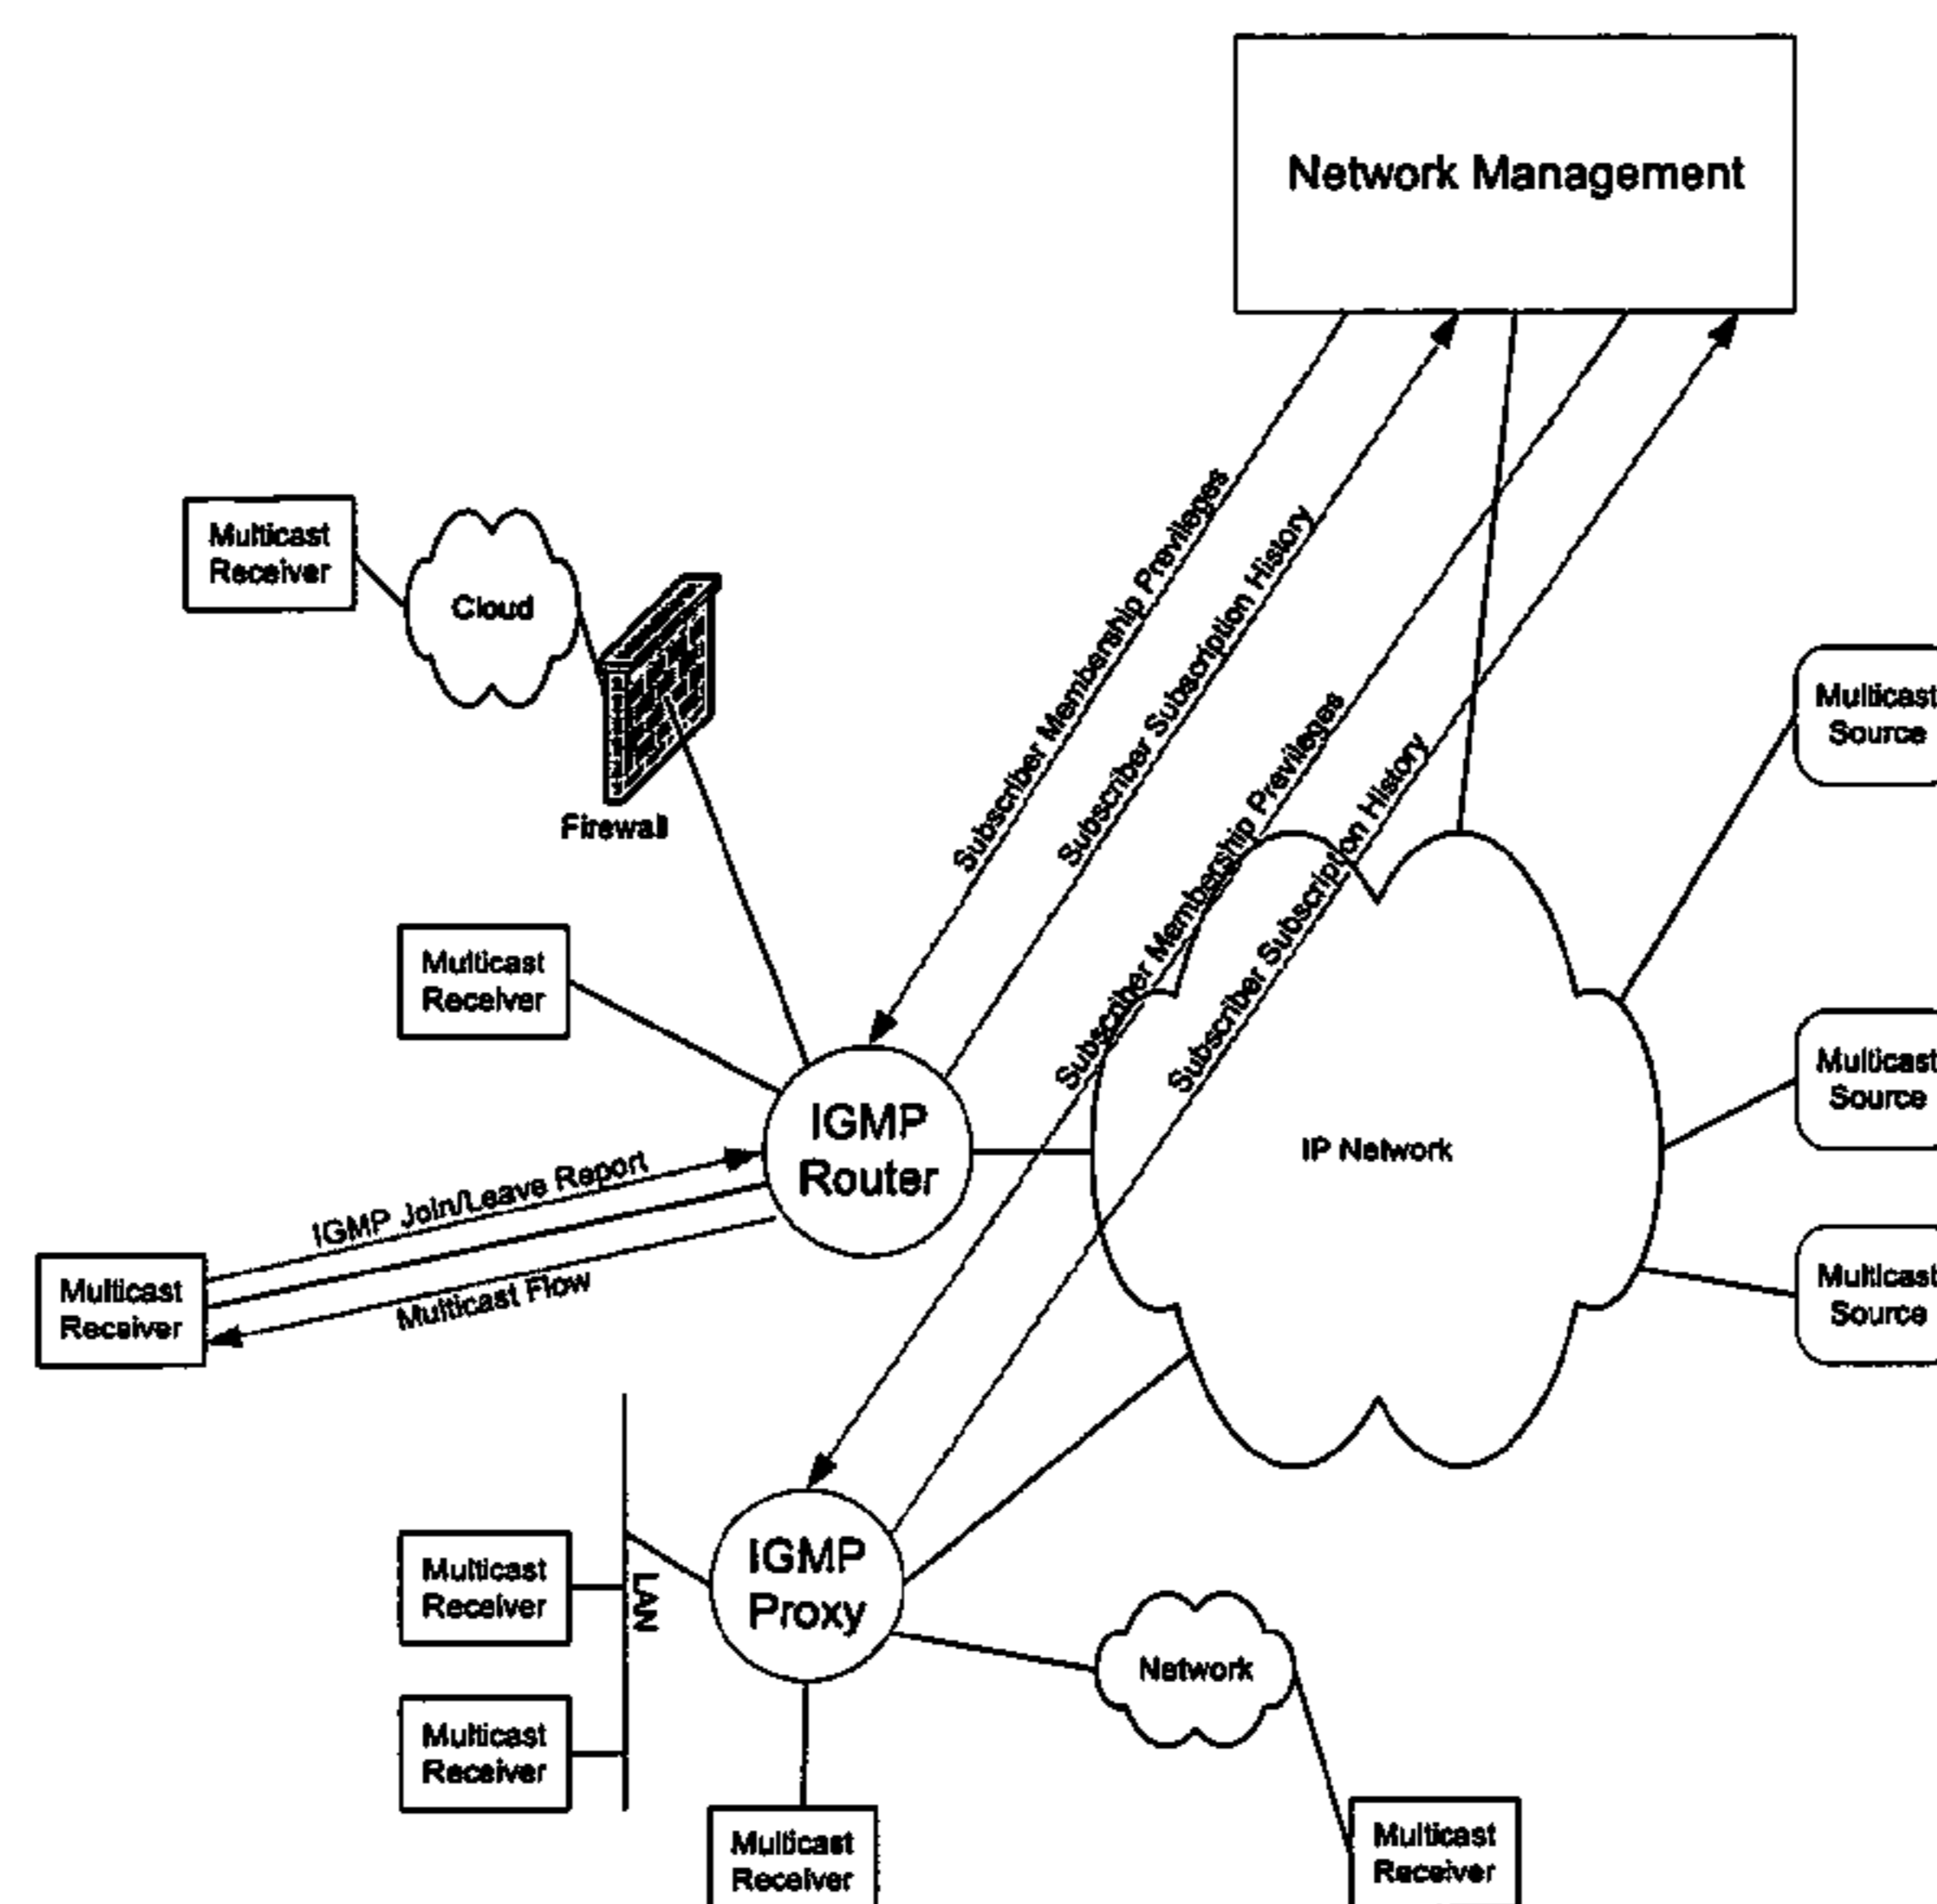 Network Management
Multicast
Receiver
Cloud
Firewall
Subscriber Membership Previleges
Subscriber Subscription History
Subscriber Membership Previleges
Subscriber Subscription History
Multicast
Source
Multicast
Receiver
IGMP
Router
IP Network
Multicast
Source
IGMP Join/Leave Report
Multicast Flow
Multicast
Receiver
Multicast
Source
Multicast
Receiver
LAN
IGMP
Proxy
Network
Multicast
Receiver
Multicast
Receiver
Multicast
Receiver